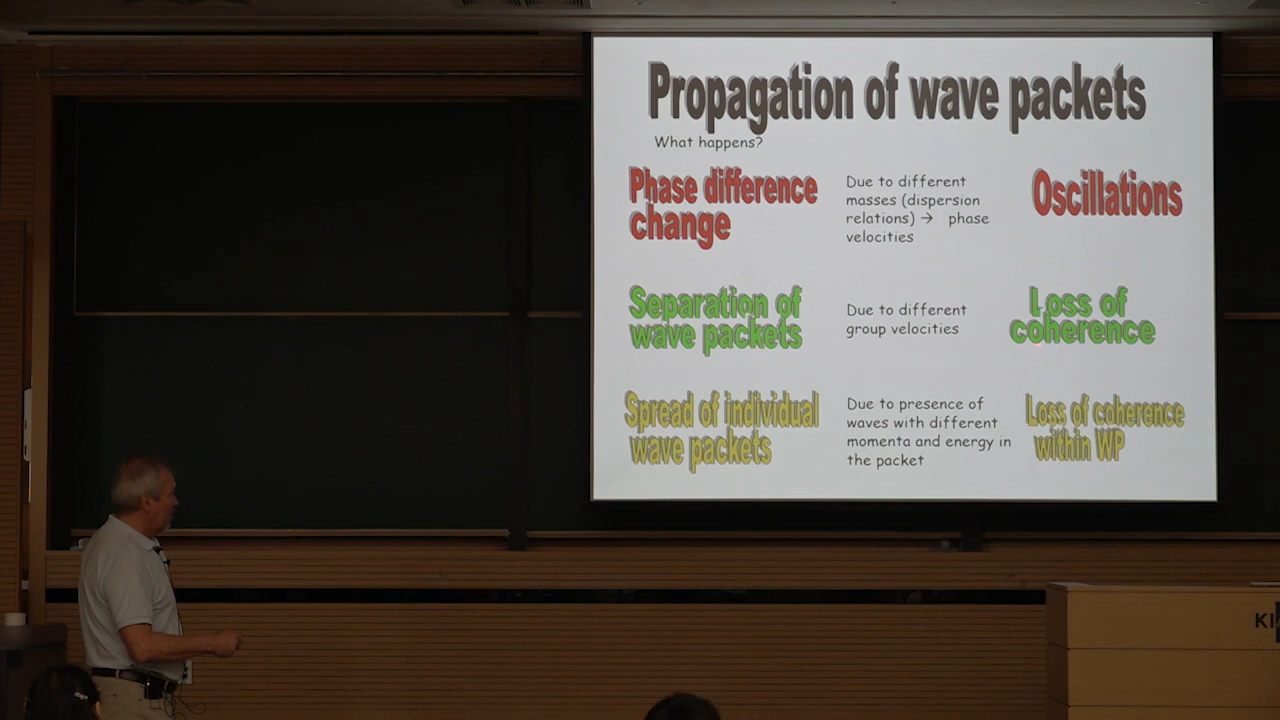 Propagation of wave packets
What happens?
Phase difference
change
Due to different
masses (dispersion
relations) → phase
velocities
Oscillations
Separation of
wave packets
Due to different
group velocities
Loss of
coherence
Spread of individual
wave packets
Due to presence of
waves with different
momenta and energy in
the packet
Loss of coherence
within WP
KI